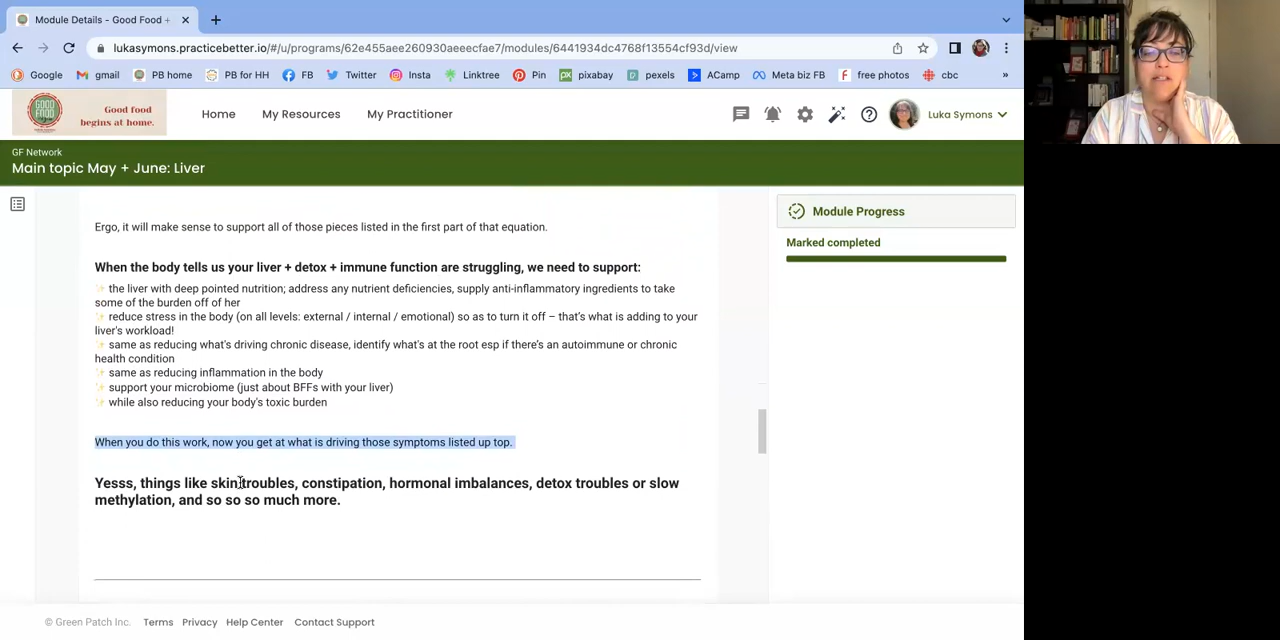 Module Details - Good Food +
lukasymons.practicebetter.io/#/u/programs/62e455aee260930aeeecfae7/modules/6441934dc4768f13554cf93d/view
Google gmail PB home PB for HH FB Twitter Insta Linktree Pin pixabay pexels ACamp Meta biz FB free photos cbc »
GOOD FOOD
Good food
begins at home.
Home My Resources My Practitioner Luka Symons
GF Network
Main topic May + June: Liver
Ergo, it will make sense to support all of those pieces listed in the first part of that equation.
When the body tells us your liver + detox + immune function are struggling, we need to support:
✨ the liver with deep pointed nutrition; address any nutrient deficiencies, supply anti-inflammatory ingredients to take
some of the burden off of her
✨ reduce stress in the body (on all levels: external / internal / emotional) so as to turn it off – that's what is adding to your
liver's workload!
✨ same as reducing what's driving chronic disease, identify what's at the root esp if there's an autoimmune or chronic
health condition
✨ same as reducing inflammation in the body
✨ support your microbiome (just about BFFs with your liver)
✨ while also reducing your body's toxic burden
When you do this work, now you get at what is driving those symptoms listed up top.
Yesss, things like skin troubles, constipation, hormonal imbalances, detox troubles or slow
methylation, and so so so much more.
Module Progress
Marked completed
© Green Patch Inc. Terms Privacy Help Center Contact Support